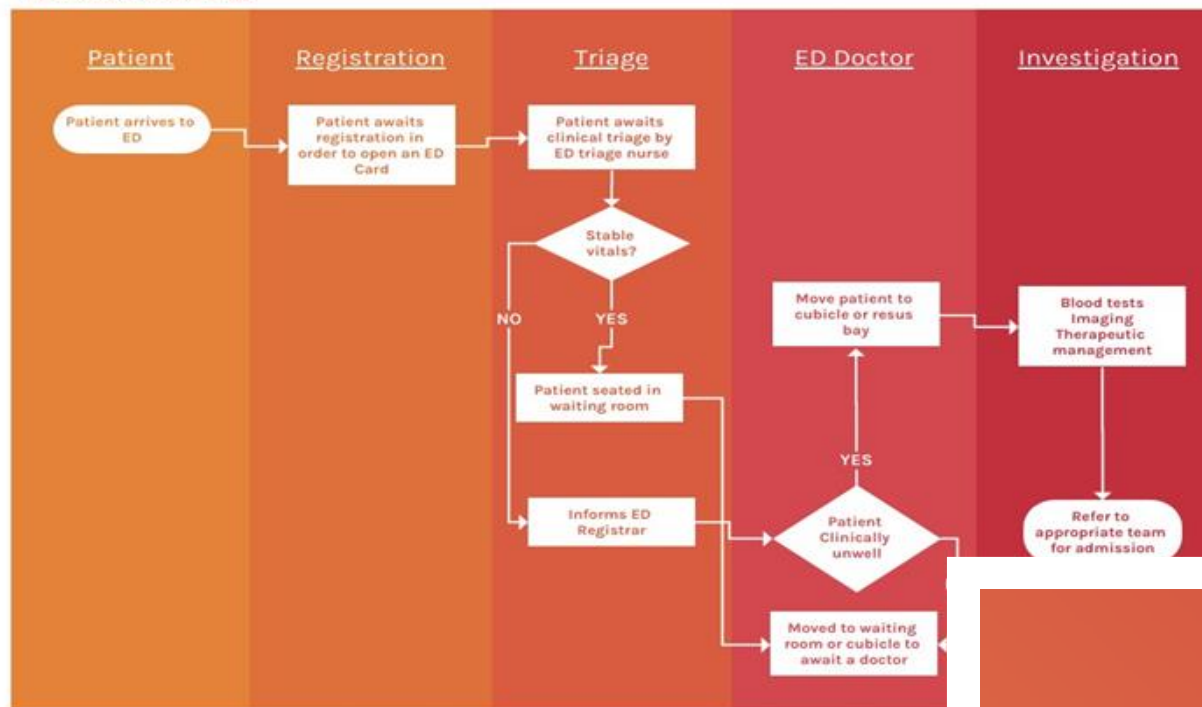 Patient
Registration
Triage
ED Doctor
Investigation
Patient arrives to
ED
Patient awaits
registration in
order to open an ED
Card
Patient awaits
clinical triage by
ED triage nurse
Stable
vitals?
NO
YES
Patient seated in
waiting room
Informs ED
Registrar
Move patient to
cubicle or resus
bay
YES
Patient
Clinically
unwell
Moved to waiting
room or cubicle to
await a doctor
Blood tests
Imaging
Therapeutic
management
Refer to
appropriate team
for admission